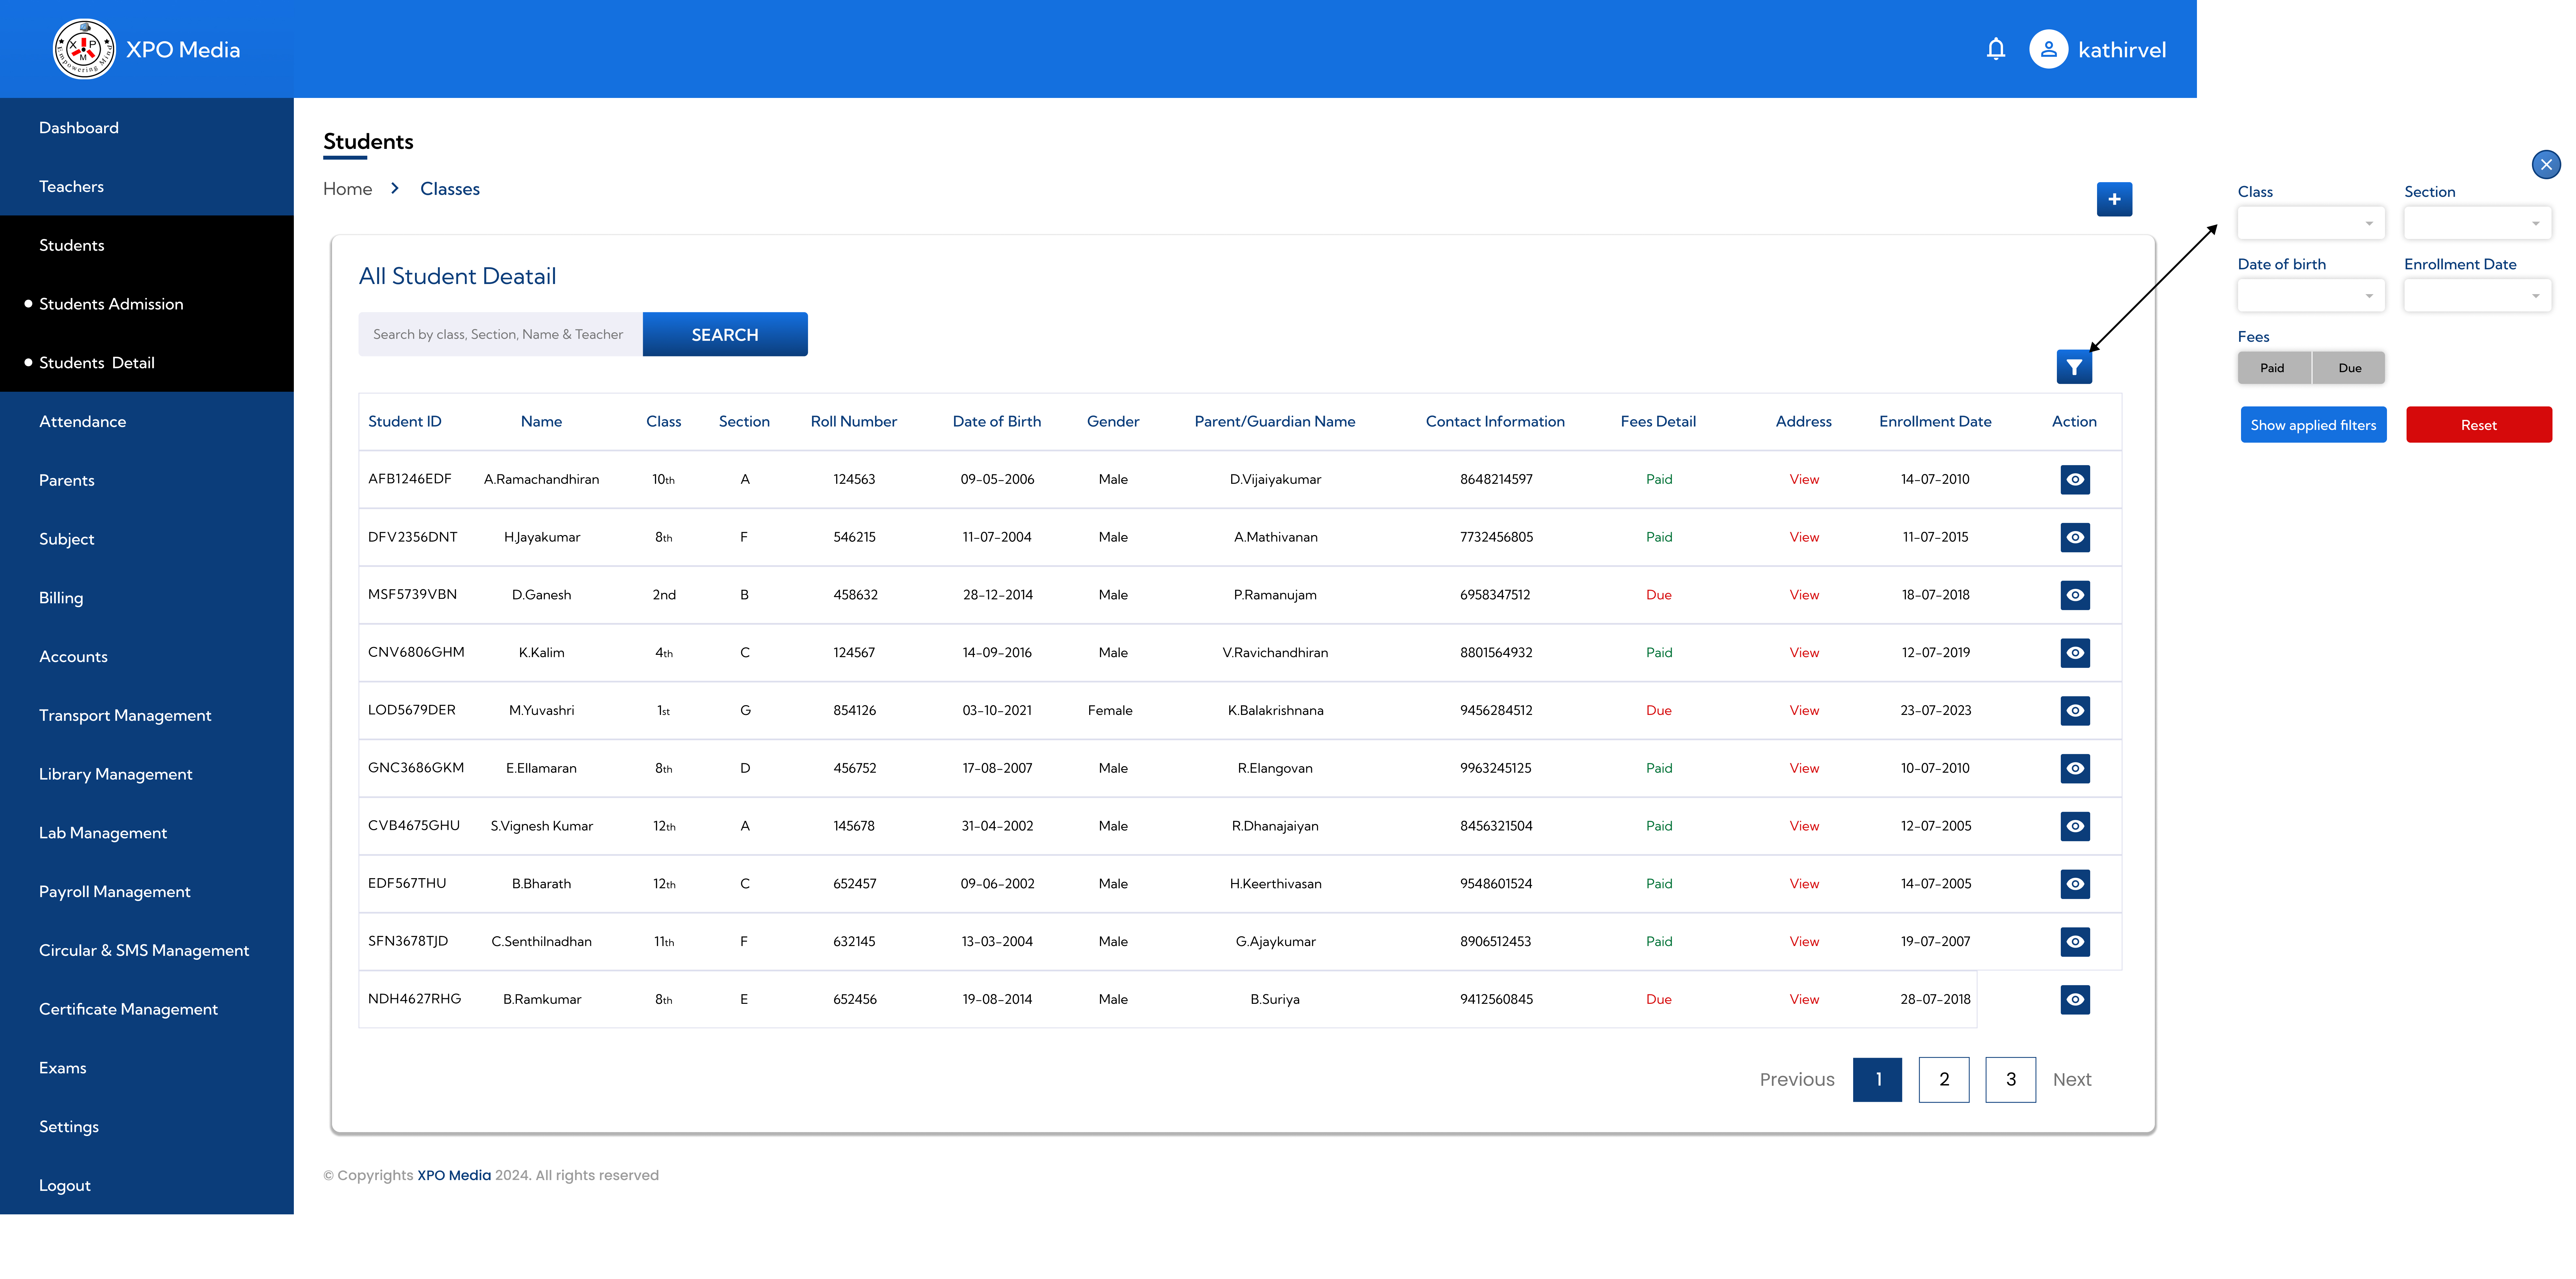 XPO Media
kathirvel
X P M
Empowering Mind
Dashboard
Teachers
Students
Students Admission
Students Detail
Attendance
Parents
Subject
Billing
Accounts
Transport Management
Library Management
Lab Management
Payroll Management
Circular & SMS Management
Certificate Management
Exams
Settings
Logout
Students
Home > Classes
+
All Student Deatail
Search by class, Section, Name & Teacher SEARCH
Student ID Name Class Section Roll Number Date of Birth Gender Parent/Guardian Name Contact Information Fees Detail Address Enrollment Date Action
AFB1246EDF A.Ramachandhiran 10th A 124563 09-05-2006 Male D.Vijaiyakumar 8648214597 Paid View 14-07-2010
DFV2356DNT H.Jayakumar 8th F 546215 11-07-2004 Male A.Mathivanan 7732456805 Paid View 11-07-2015
MSF5739VBN D.Ganesh 2nd B 458632 28-12-2014 Male P.Ramanujam 6958347512 Due View 18-07-2018
CNV6806GHM K.Kalim 4th C 124567 14-09-2016 Male V.Ravichandhiran 8801564932 Paid View 12-07-2019
LOD5679DER M.Yuvashri 1st G 854126 03-10-2021 Female K.Balakrishnana 9456284512 Due View 23-07-2023
GNC3686GKM E.Ellamaran 8th D 456752 17-08-2007 Male R.Elangovan 9963245125 Paid View 10-07-2010
CVB4675GHU S.Vignesh Kumar 12th A 145678 31-04-2002 Male R.Dhanajaiyan 8456321504 Paid View 12-07-2005
EDF567THU B.Bharath 12th C 652457 09-06-2002 Male H.Keerthivasan 9548601524 Paid View 14-07-2005
SFN3678TJD C.Senthilnadhan 11th F 632145 13-03-2004 Male G.Ajaykumar 8906512453 Paid View 19-07-2007
NDH4627RHG B.Ramkumar 8th E 652456 19-08-2014 Male B.Suriya 9412560845 Due View 28-07-2018
Previous 1 2 3 Next
© Copyrights XPO Media 2024. All rights reserved
Class Section
Date of birth Enrollment Date
Fees
Paid Due
Show applied filters Reset